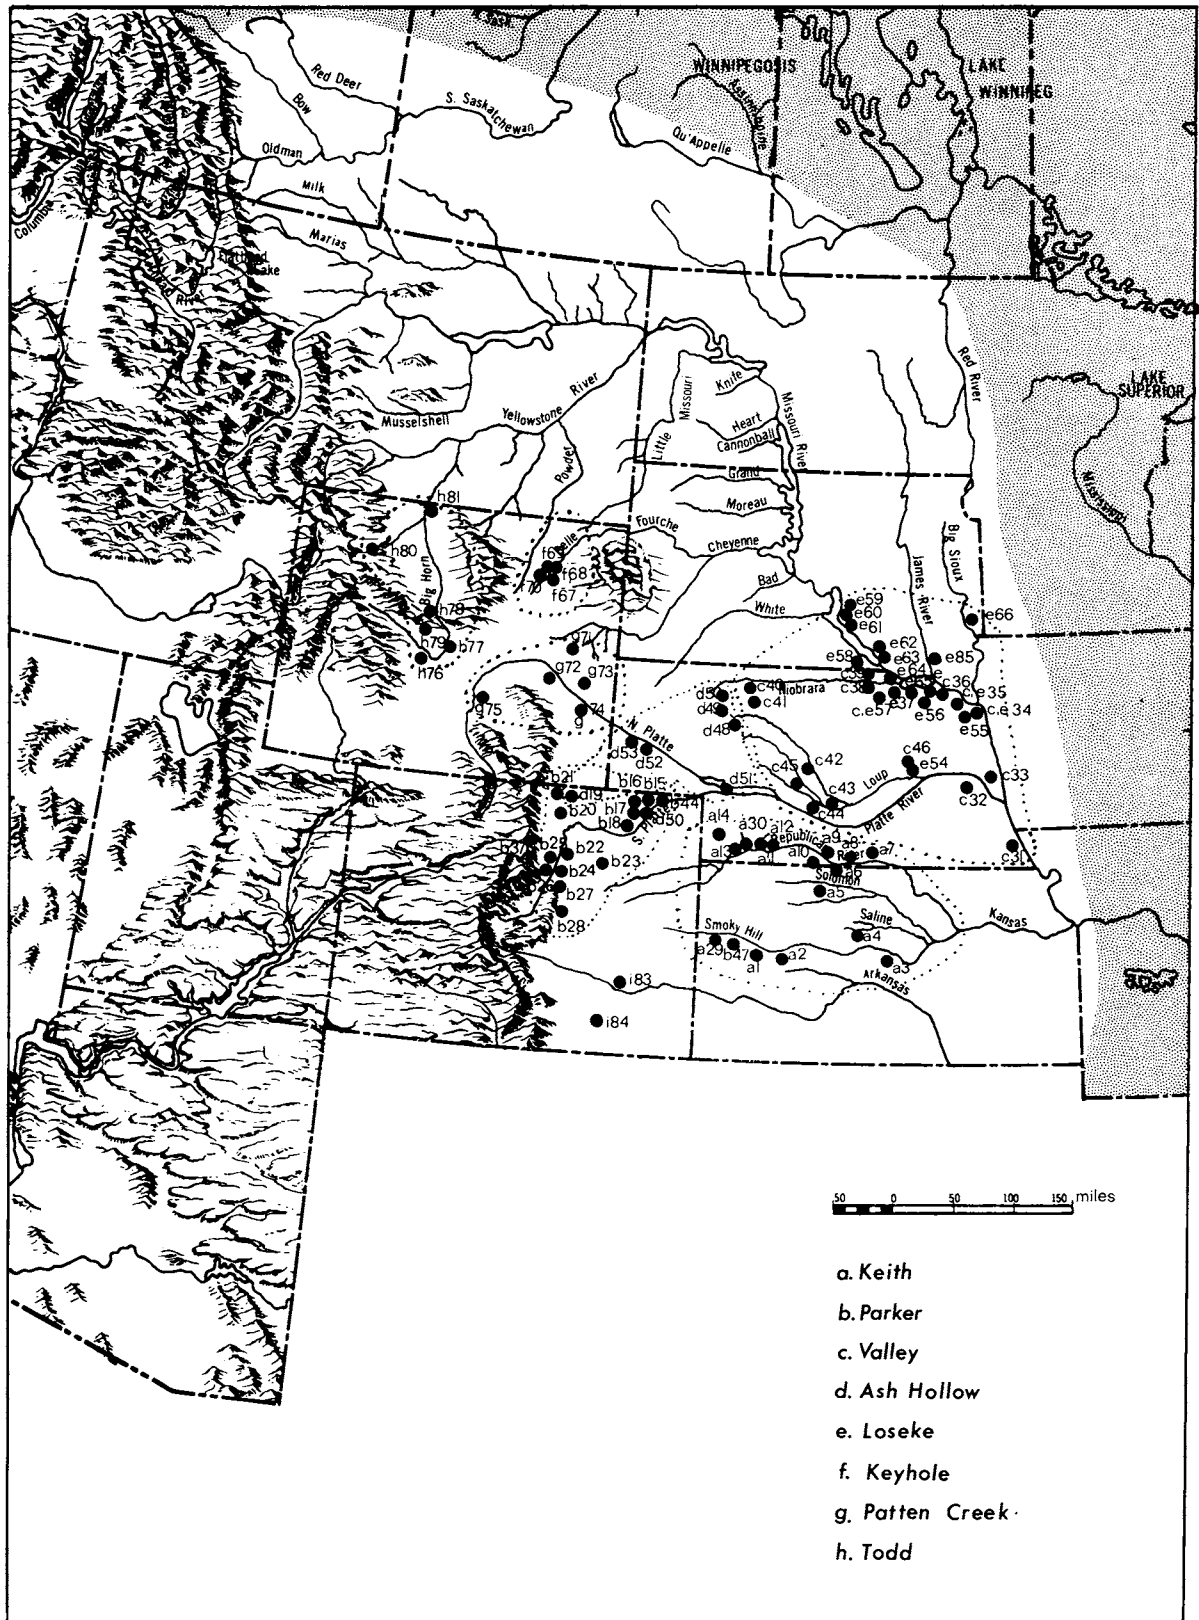 WINNIPEGOSIS
LAKE
WINNIPEG
Red Deer
Bow
S. Saskatchewan
Assiniboine
Qu'Appelle
Oldman
Milk
Columbia
Marias
Flathead
Lake
Red River
LAKE
SUPERIOR
Mississippi
Musselshell
Yellowstone River
Powder
Little Missouri
Knife
Heart
Cannonball
Missouri River
Grand
Moreau
Fourche
Cheyenne
Bad
White
James River
Big Sioux
Big Horn
h81
h80
h78
h79
h76
b77
f68
f67
g71
g72
g73
g75
g
e59
e60
e61
e62
e63
e64
e58
e66
e85
c40
c41
Niobrara
c38
c.e57
e37
e56
c36
c.e35
c.e34
e55
d49
d48
N. Platte
d53
d52
d51
c45
c42
c43
c44
Loup
c46
e54
c33
c32
c31
Platte River
b21
d19
b20
b16
b15
b17
b18
b44
d50
S. Platte
b22
b23
b24
b27
b28
a14
a30
a12
a13
a11
Republican
River
a10
a9
a8
a7
a6
Solomon
a5
Saline
a4
Smoky Hill
a29
b47
a1
a2
a3
Kansas
Arkansas
i83
i84
50 0 50 100 150 miles
a. Keith
b. Parker
c. Valley
d. Ash Hollow
e. Loseke
f. Keyhole
g. Patten Creek
h. Todd